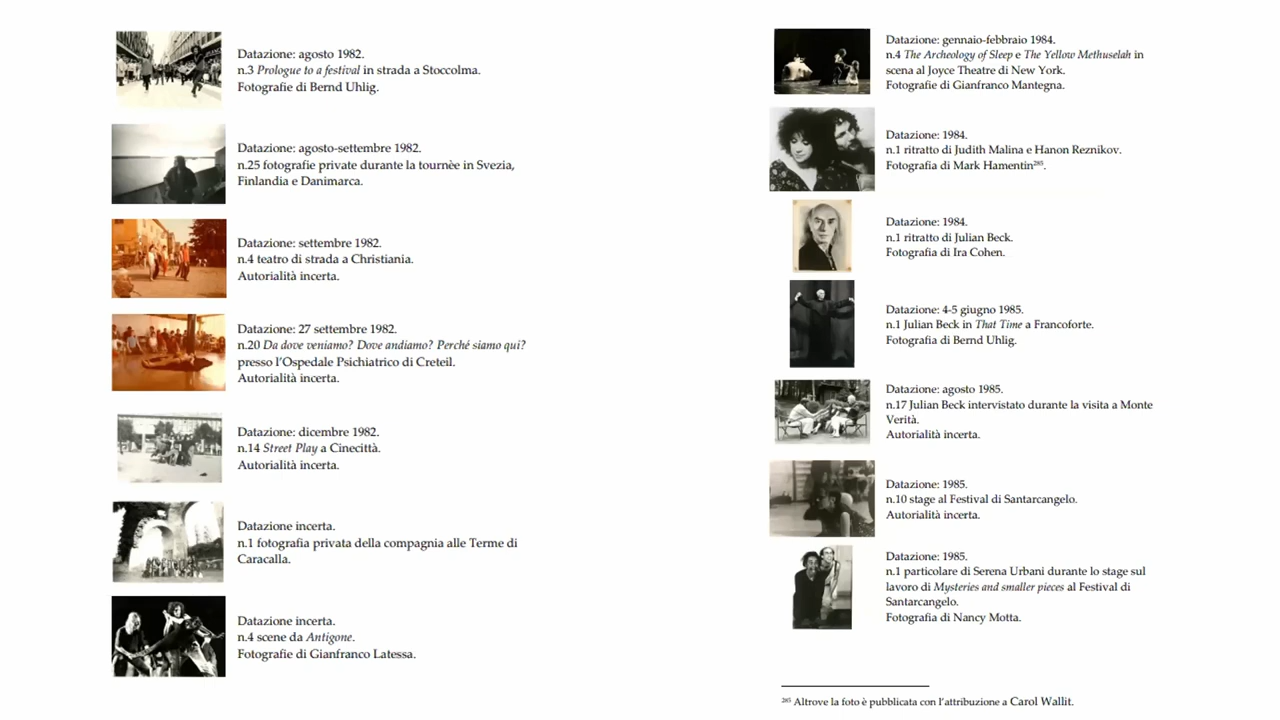 Datazione: agosto 1982.
n.3 Prologue to a festival in strada a Stoccolma.
Fotografie di Bernd Uhlig.
Datazione: agosto-settembre 1982.
n.25 fotografie private durante la tournèe in Svezia,
Finlandia e Danimarca.
Datazione: settembre 1982.
n.4 teatro di strada a Christiania.
Autorialità incerta.
Datazione: 27 settembre 1982.
n.20 Da dove veniamo? Dove andiamo? Perché siamo qui?
presso l'Ospedale Psichiatrico di Creteil.
Autorialità incerta.
Datazione: dicembre 1982.
n.14 Street Play a Cinecittà.
Autorialità incerta.
Datazione incerta.
n.1 fotografia privata della compagnia alle Terme di
Caracalla.
Datazione incerta.
n.4 scene da Antigone.
Fotografie di Gianfranco Latessa.
Datazione: gennaio-febbraio 1984.
n.4 The Archeology of Sleep e The Yellow Methuselah in
scena al Joyce Theatre di New York.
Fotografie di Gianfranco Mantegna.
Datazione: 1984.
n.1 ritratto di Judith Malina e Hanon Reznikov.
Fotografia di Mark Hamentin²⁸⁵.
Datazione: 1984.
n.1 ritratto di Julian Beck.
Fotografia di Ira Cohen.
Datazione: 4-5 giugno 1985.
n.1 Julian Beck in That Time a Francoforte.
Fotografia di Bernd Uhlig.
Datazione: agosto 1985.
n.17 Julian Beck intervistato durante la visita a Monte
Verità.
Autorialità incerta.
Datazione: 1985.
n.10 stage al Festival di Santarcangelo.
Autorialità incerta.
Datazione: 1985.
n.1 particolare di Serena Urbani durante lo stage sul
lavoro di Mysteries and smaller pieces al Festival di
Santarcangelo.
Fotografia di Nancy Motta.
²⁸⁵ Altrove la foto è pubblicata con l'attribuzione a Carol Wallit.